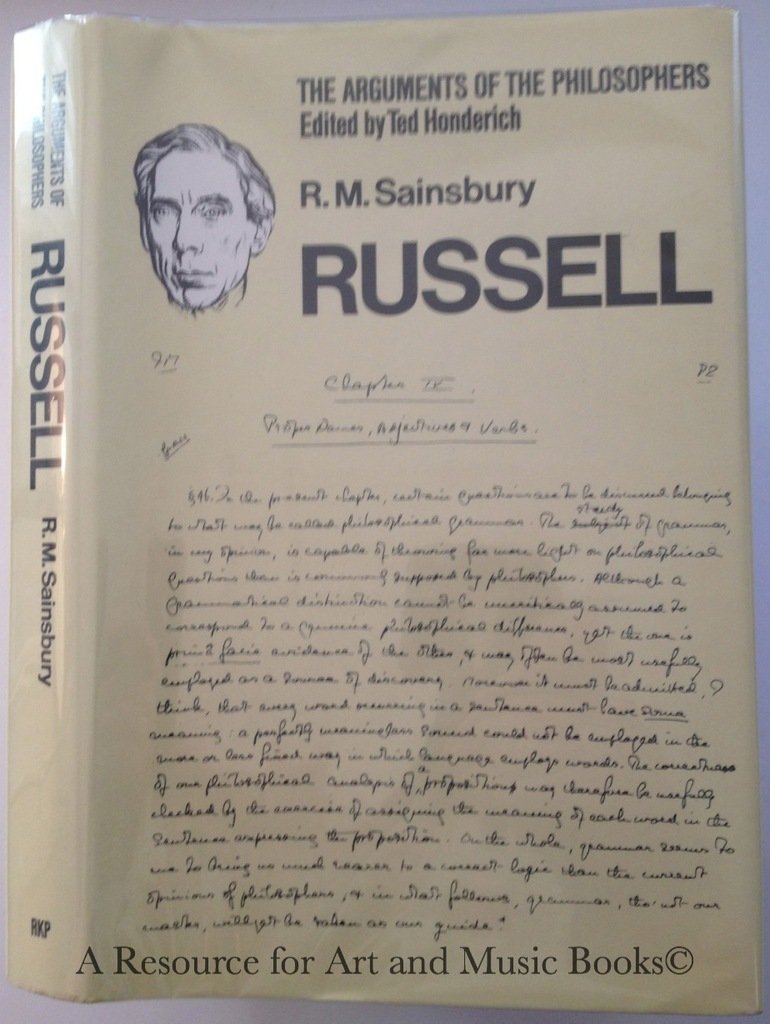 THE ARGUMENTS OF THE PHILOSOPHERS
Edited by Ted Honderich
R. M. Sainsbury
RUSSELL
Chapter IV.
P2
Proper Names, Adjectives & Verbs.
§46. In the present chapter, certain questions are to be discussed belonging
study
to what may be called philosophical grammar. The of grammar,
in my opinion, is capable of throwing far more light on philosophical
questions than is commonly supposed by philosophers. Although a
grammatical distinction cannot be uncritically assumed to
correspond to a genuine philosophical difference, yet the one is
primâ facie evidence of the other, & may often be most usefully
employed as a source of discovery. Moreover it must be admitted, I
think, that every word occurring in a sentence must have some
meaning: a perfectly meaningless sound could not be employed in the
more or less fixed way in which language employs words. The correctness
of our philosophical analysis of a proposition may therefore be usefully
checked by the exercise of assigning the meaning of each word in the
sentence expressing the proposition. On the whole, grammar seems to
me to bring us much nearer to a correct logic than the current
opinions of philosophers, & in what follows, grammar, tho' not our
master, will yet be taken as our guide.
THE ARGUMENTS OF
THE PHILOSOPHERS
RUSSELL
R. M. Sainsbury
RKP
A Resource for Art and Music Books©